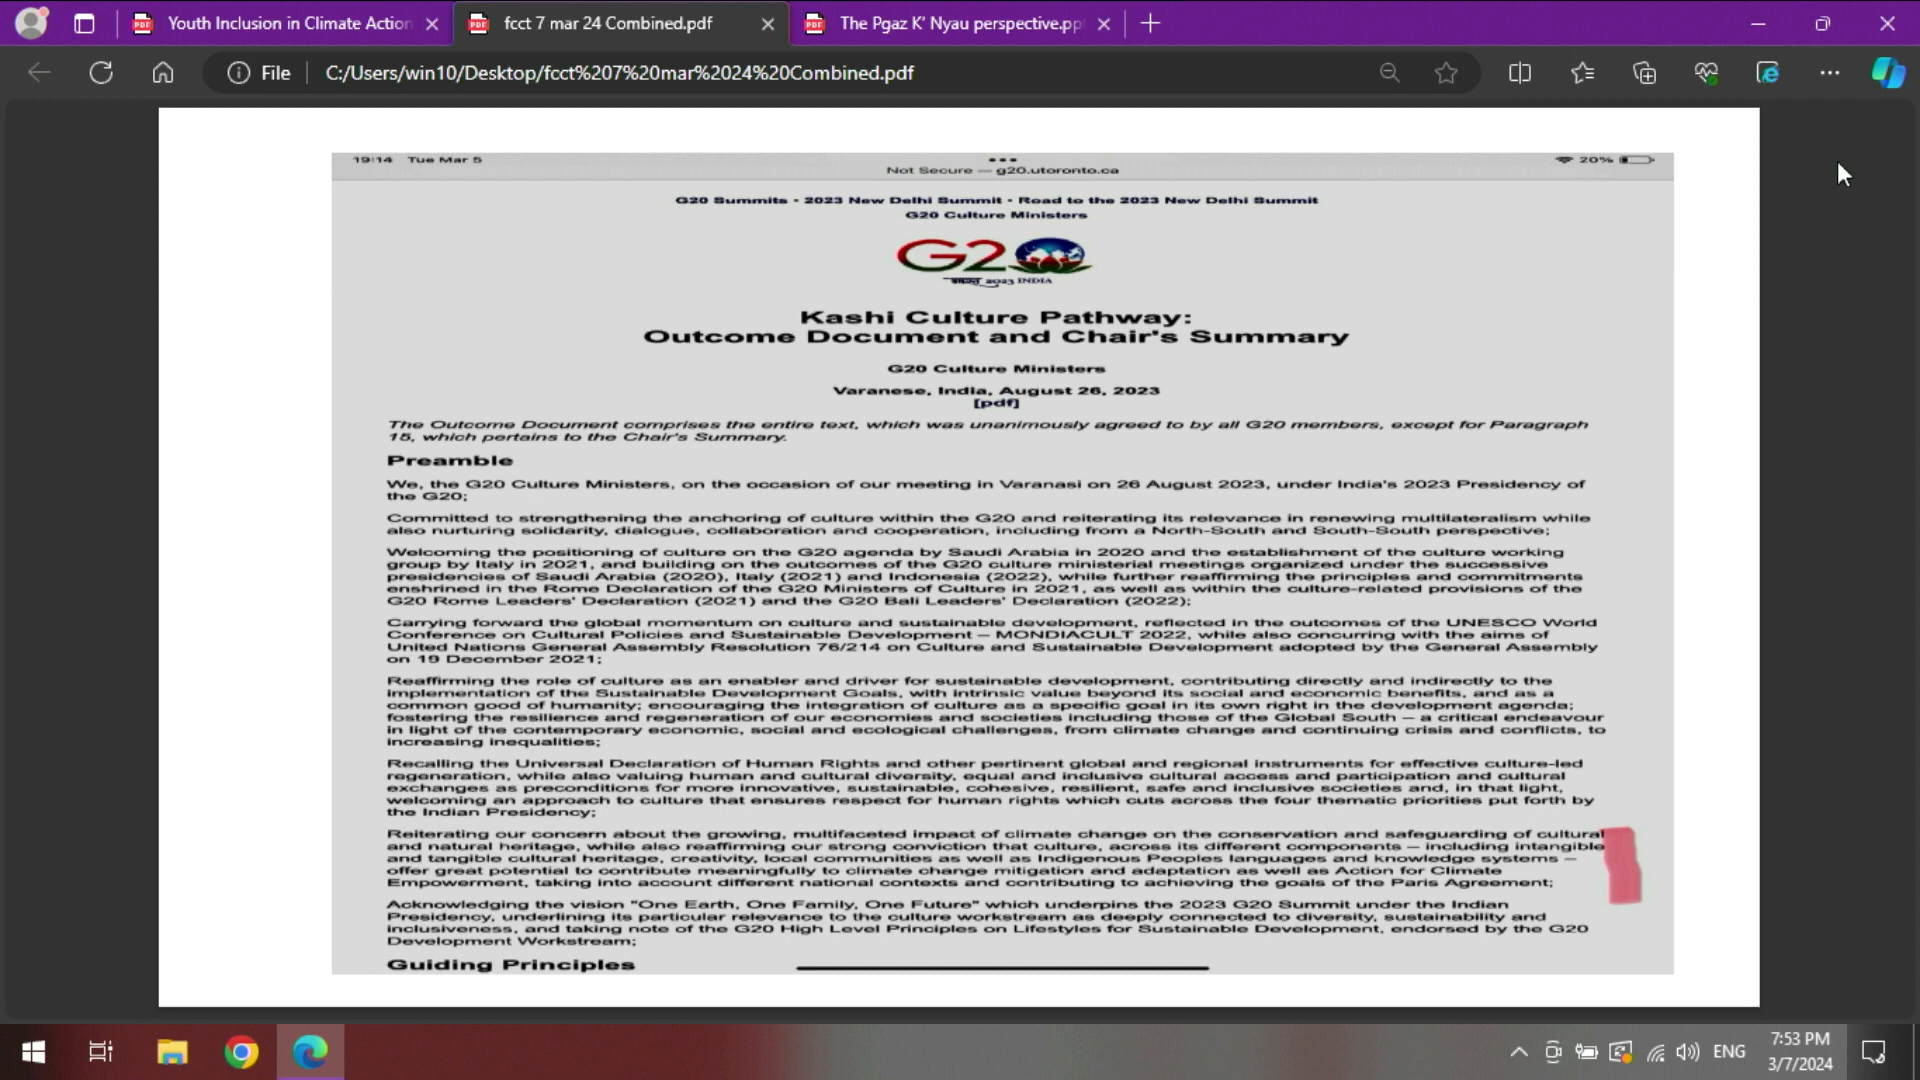 Youth Inclusion in Climate Action
fcct 7 mar 24 Combined.pdf
The Pgaz K' Nyau perspective.pp
File
C:/Users/win10/Desktop/fcct%207%20mar%2024%20Combined.pdf
19:14 Tue Mar 5
20%
Not Secure — g20.utoronto.ca
G20 Summits • 2023 New Delhi Summit • Road to the 2023 New Delhi Summit
G20 Culture Ministers
G20
भारत 2023 INDIA
Kashi Culture Pathway:
Outcome Document and Chair's Summary
G20 Culture Ministers
Varanese, India, August 26, 2023
[pdf]
The Outcome Document comprises the entire text, which was unanimously agreed to by all G20 members, except for Paragraph
15, which pertains to the Chair's Summary.
Preamble
We, the G20 Culture Ministers, on the occasion of our meeting in Varanasi on 26 August 2023, under India's 2023 Presidency of
the G20;
Committed to strengthening the anchoring of culture within the G20 and reiterating its relevance in renewing multilateralism while
also nurturing solidarity, dialogue, collaboration and cooperation, including from a North-South and South-South perspective;
Welcoming the positioning of culture on the G20 agenda by Saudi Arabia in 2020 and the establishment of the culture working
group by Italy in 2021, and building on the outcomes of the G20 culture ministerial meetings organized under the successive
presidencies of Saudi Arabia (2020), Italy (2021) and Indonesia (2022), while further reaffirming the principles and commitments
enshrined in the Rome Declaration of the G20 Ministers of Culture in 2021, as well as within the culture-related provisions of the
G20 Rome Leaders' Declaration (2021) and the G20 Bali Leaders' Declaration (2022);
Carrying forward the global momentum on culture and sustainable development, reflected in the outcomes of the UNESCO World
Conference on Cultural Policies and Sustainable Development – MONDIACULT 2022, while also concurring with the aims of
United Nations General Assembly Resolution 76/214 on Culture and Sustainable Development adopted by the General Assembly
on 19 December 2021;
Reaffirming the role of culture as an enabler and driver for sustainable development, contributing directly and indirectly to the
implementation of the Sustainable Development Goals, with intrinsic value beyond its social and economic benefits, and as a
common good of humanity; encouraging the integration of culture as a specific goal in its own right in the development agenda;
fostering the resilience and regeneration of our economies and societies including those of the Global South – a critical endeavour
in light of the contemporary economic, social and ecological challenges, from climate change and continuing crisis and conflicts, to
increasing inequalities;
Recalling the Universal Declaration of Human Rights and other pertinent global and regional instruments for effective culture-led
regeneration, while also valuing human and cultural diversity, equal and inclusive cultural access and participation and cultural
exchanges as preconditions for more innovative, sustainable, cohesive, resilient, safe and inclusive societies and, in that light,
welcoming an approach to culture that ensures respect for human rights which cuts across the four thematic priorities put forth by
the Indian Presidency;
Reiterating our concern about the growing, multifaceted impact of climate change on the conservation and safeguarding of cultural
and natural heritage, while also reaffirming our strong conviction that culture, across its different components – including intangible
and tangible cultural heritage, creativity, local communities as well as Indigenous Peoples languages and knowledge systems –
offer great potential to contribute meaningfully to climate change mitigation and adaptation as well as Action for Climate
Empowerment, taking into account different national contexts and contributing to achieving the goals of the Paris Agreement;
Acknowledging the vision "One Earth, One Family, One Future" which underpins the 2023 G20 Summit under the Indian
Presidency, underlining its particular relevance to the culture workstream as deeply connected to diversity, sustainability and
inclusiveness, and taking note of the G20 High Level Principles on Lifestyles for Sustainable Development, endorsed by the G20
Development Workstream;
Guiding Principles
ENG
7:53 PM
3/7/2024